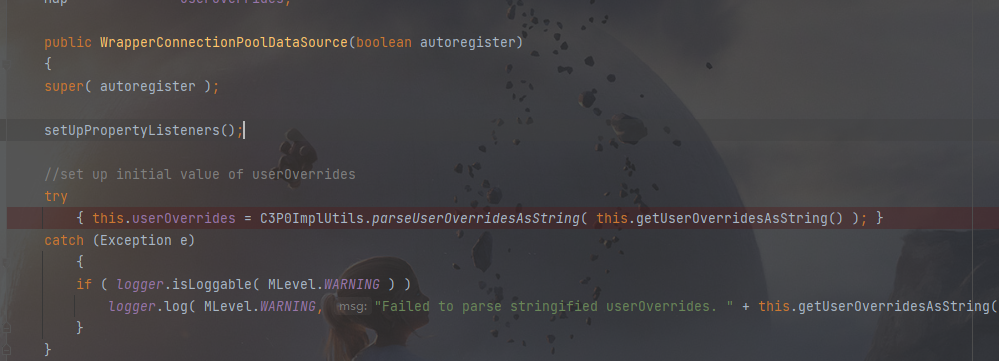 userOverrides;
public WrapperConnectionPoolDataSource(boolean autoregister)
{
super( autoregister );
setUpPropertyListeners();
//set up initial value of userOverrides
try
{ this.userOverrides = C3P0ImplUtils.parseUserOverridesAsString( this.getUserOverridesAsString() ); }
catch (Exception e)
{
if ( logger.isLoggable( MLevel.WARNING ) )
logger.log( MLevel.WARNING, msg: "Failed to parse stringified userOverrides. " + this.getUserOverridesAsString(
}
}